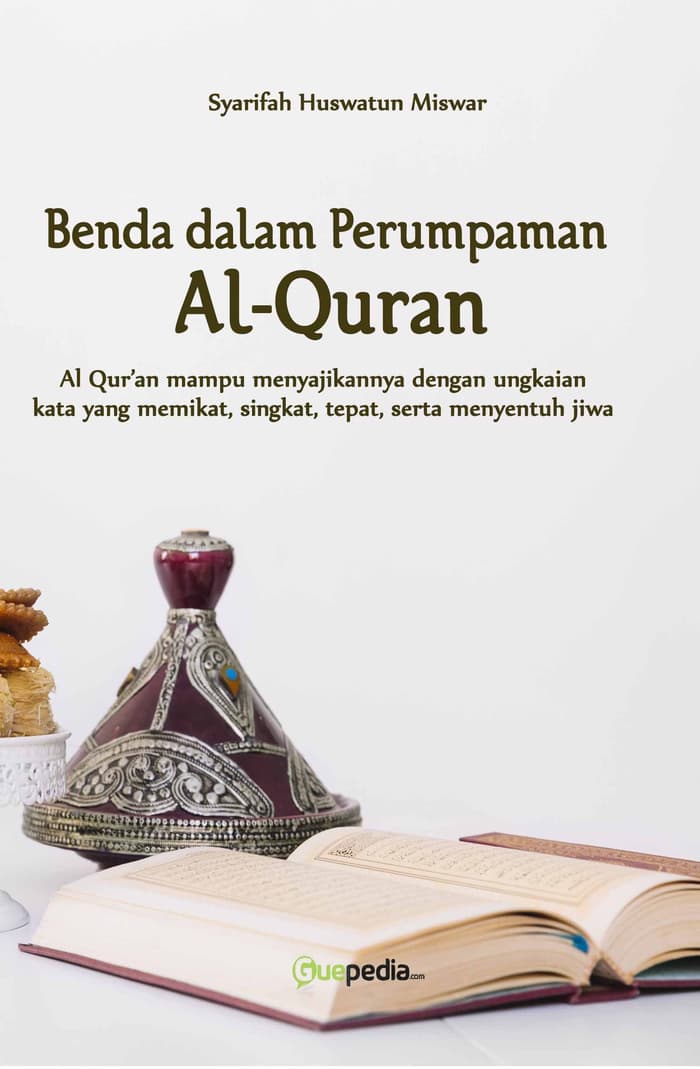 Syarifah Huswatun Miswar
Benda dalam Perumpaman
Al-Quran
Al Qur’an mampu menyajikannya dengan ungkaian
kata yang memikat, singkat, tepat, serta menyentuh jiwa
Guepedia.com